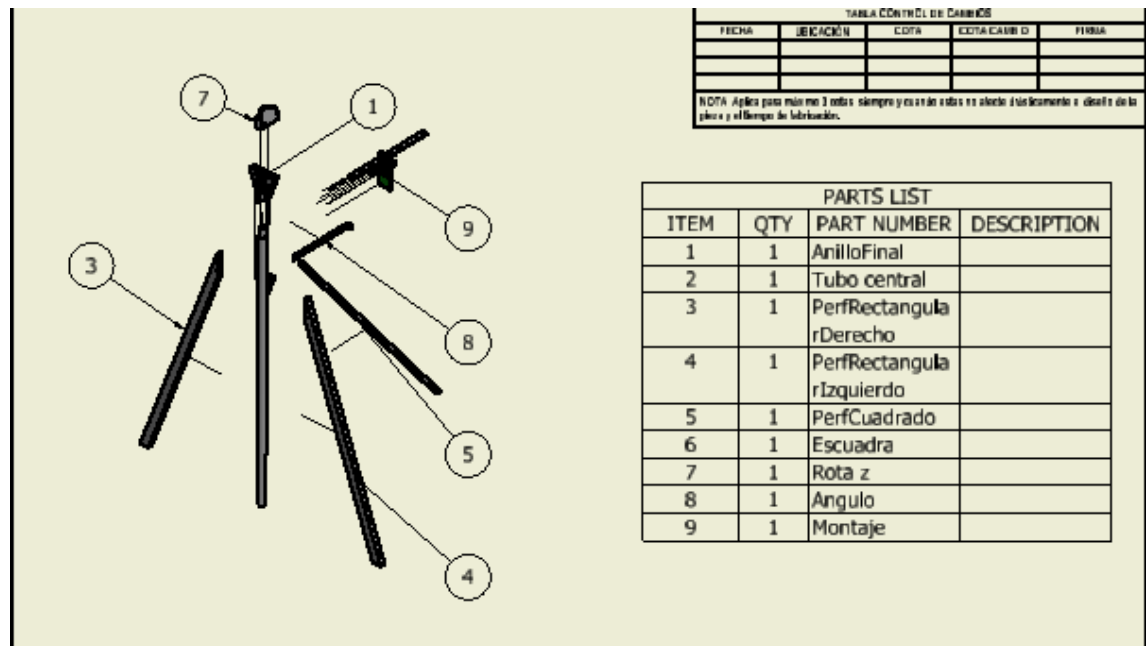 TABLA CONTROL DE CAMBIOS
FECHA UBICACIÓN COTA COTA CAMBIO FIRMA
NOTA Aplica para máximo 3 cotas siempre y cuando estas no afecte drásticamente el diseño de la
pieza y el tiempo de fabricación.
7
1
9
3
8
5
4
PARTS LIST
ITEM QTY PART NUMBER DESCRIPTION
1 1 AnilloFinal
2 1 Tubo central
3 1 PerfRectangula
rDerecho
4 1 PerfRectangula
rIzquierdo
5 1 PerfCuadrado
6 1 Escuadra
7 1 Rota z
8 1 Angulo
9 1 Montaje